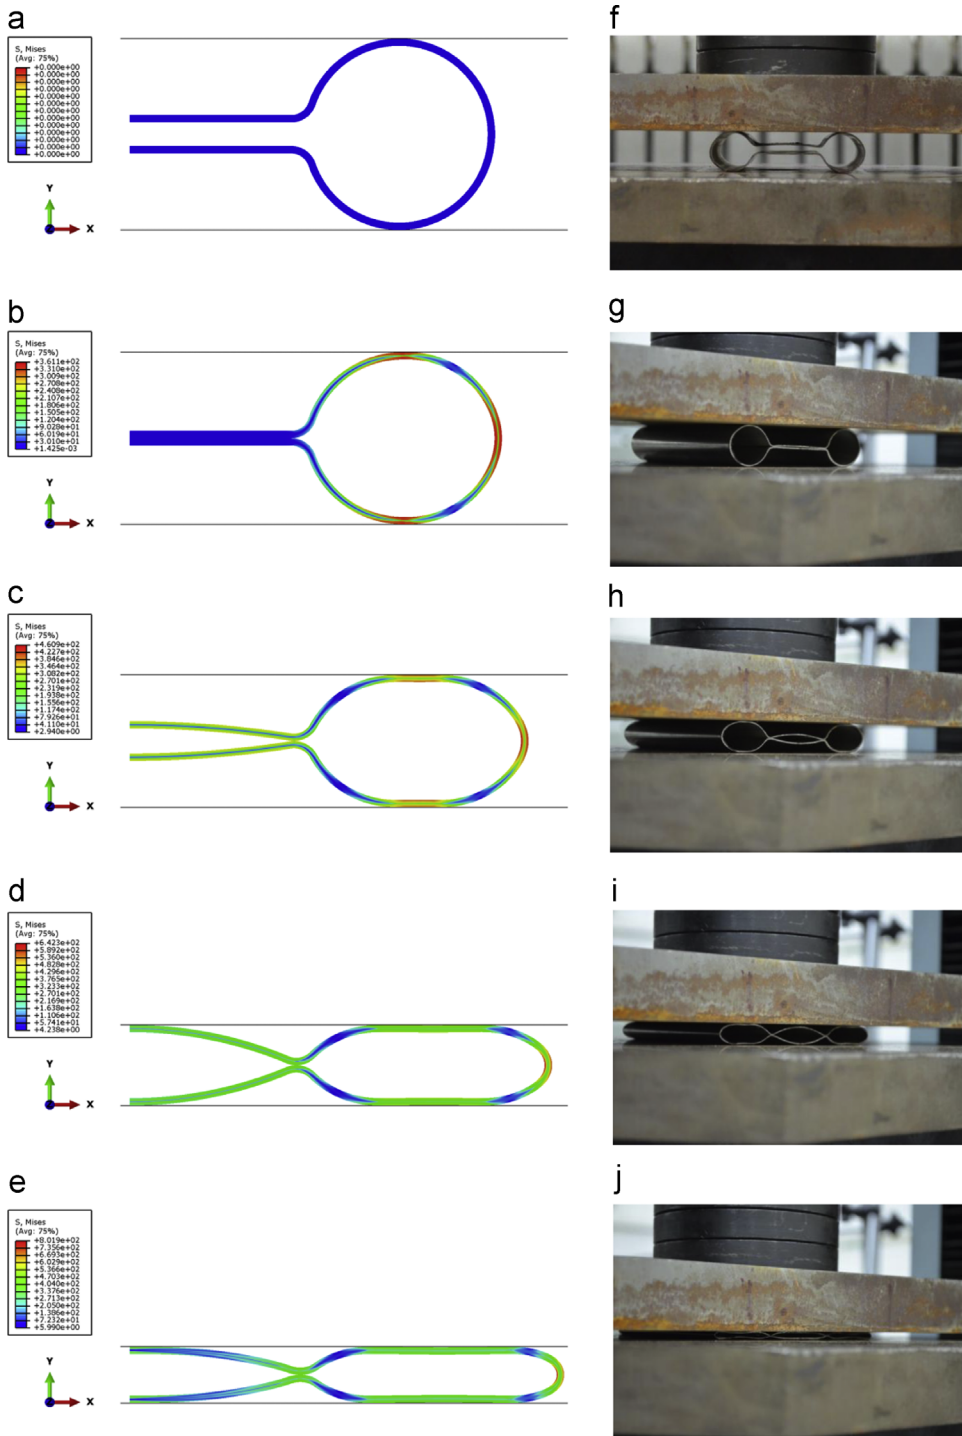 a
S, Mises
(Avg: 75%)
+0.000e+00
+0.000e+00
+0.000e+00
+0.000e+00
+0.000e+00
+0.000e+00
+0.000e+00
+0.000e+00
+0.000e+00
+0.000e+00
+0.000e+00
+0.000e+00
+0.000e+00
Y
X
f
b
S, Mises
(Avg: 75%)
+3.611e+02
+3.310e+02
+3.009e+02
+2.708e+02
+2.408e+02
+2.107e+02
+1.806e+02
+1.505e+02
+1.204e+02
+9.028e+01
+6.019e+01
+3.010e+01
+1.425e-03
Y
X
g
c
S, Mises
(Avg: 75%)
+4.609e+02
+4.227e+02
+3.846e+02
+3.464e+02
+3.082e+02
+2.701e+02
+2.319e+02
+1.938e+02
+1.556e+02
+1.174e+02
+7.926e+01
+4.110e+01
+2.940e+00
Y
X
h
d
S, Mises
(Avg: 75%)
+6.423e+02
+5.892e+02
+5.360e+02
+4.828e+02
+4.296e+02
+3.765e+02
+3.233e+02
+2.701e+02
+2.169e+02
+1.638e+02
+1.106e+02
+5.741e+01
+4.238e+00
Y
X
i
e
S, Mises
(Avg: 75%)
+8.019e+02
+7.356e+02
+6.693e+02
+6.029e+02
+5.366e+02
+4.703e+02
+4.040e+02
+3.376e+02
+2.713e+02
+2.050e+02
+1.386e+02
+7.232e+01
+5.990e+00
Y
X
j